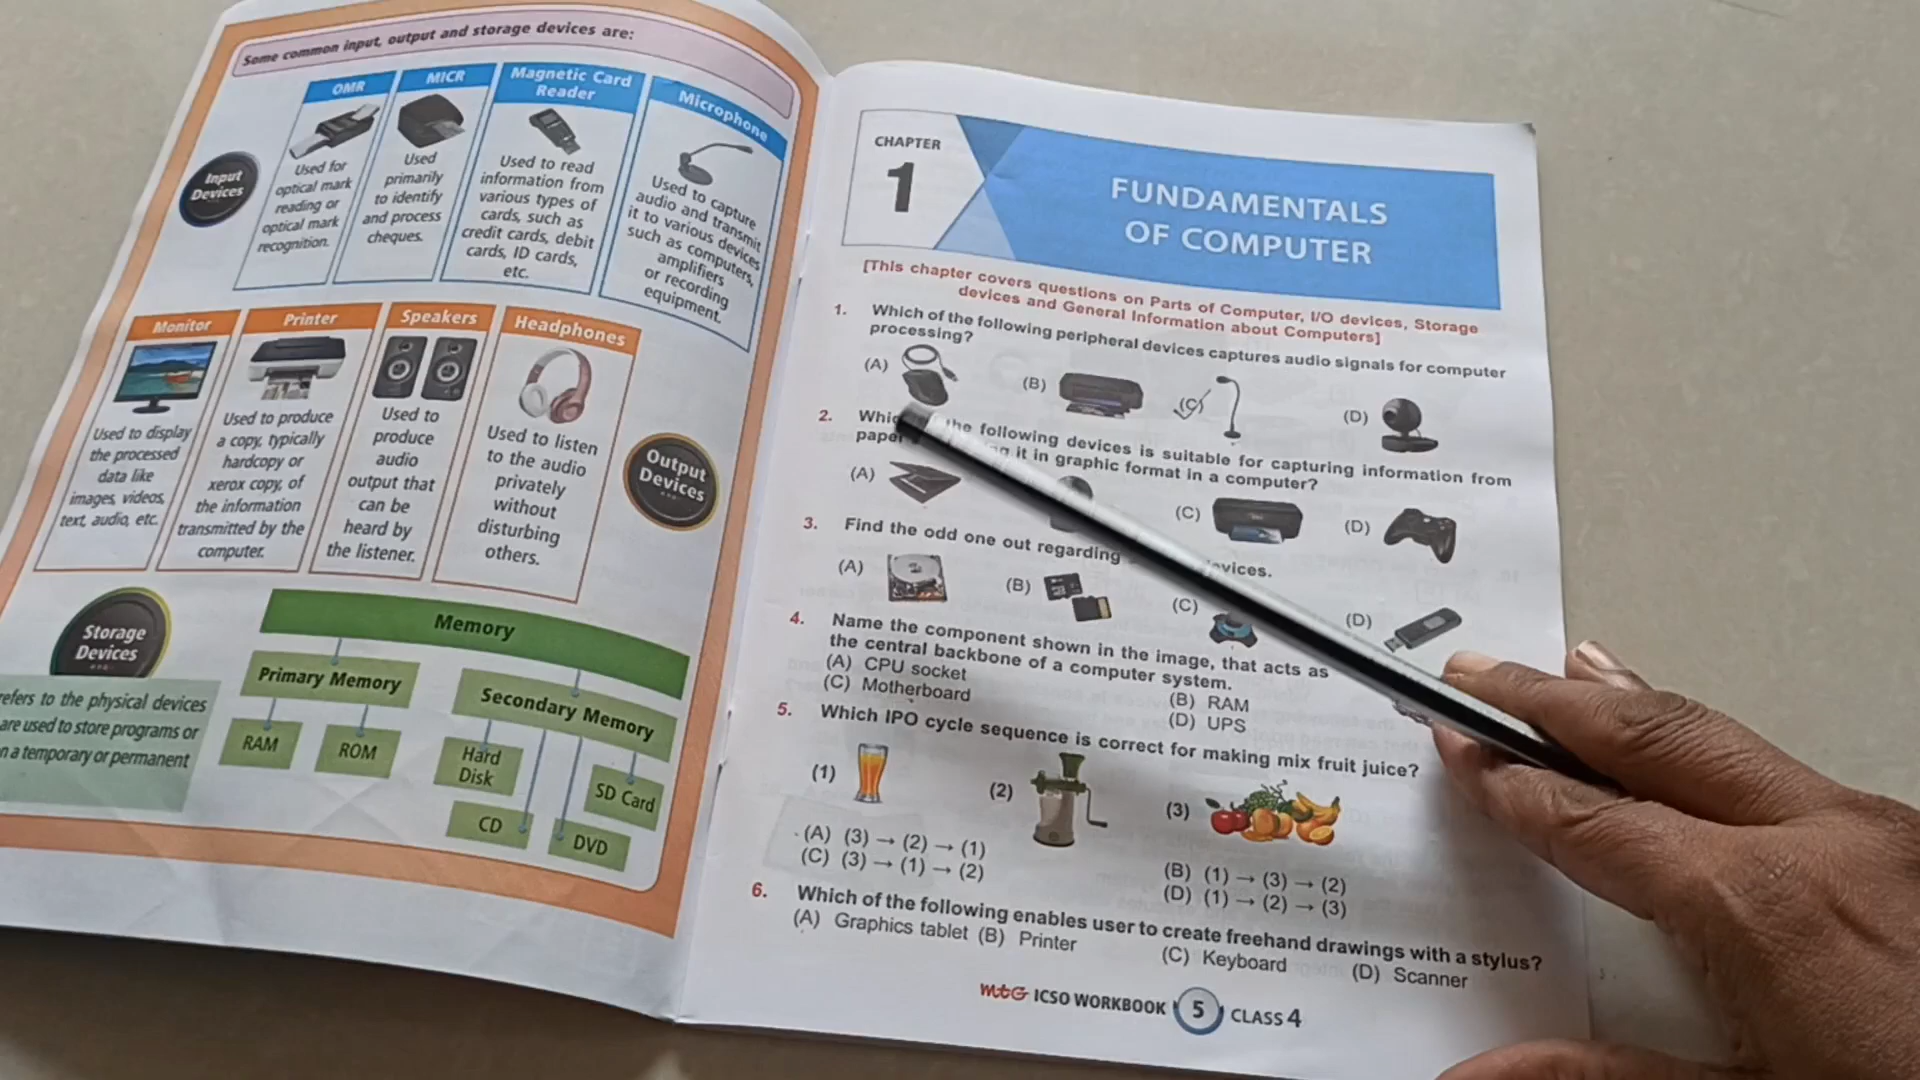 Some common input, output and storage devices are:
Input
Devices
OMR
Used for
optical mark
reading or
optical mark
recognition.
MICR
Used
primarily
to identify
and process
cheques.
Magnetic Card
Reader
Used to read
information from
various types of
cards, such as
credit cards, debit
cards, ID cards,
etc.
Microphone
Used to capture
audio and transmit
it to various devices
such as computers,
amplifiers
or recording
equipment.
Monitor
Used to display
the processed
data like
images, videos,
text, audio, etc.
Printer
Used to produce
a copy, typically
hardcopy or
xerox copy, of
the information
transmitted by the
computer.
Speakers
Used to
produce
audio
output that
can be
heard by
the listener.
Headphones
Used to listen
to the audio
privately
without
disturbing
others.
Output
Devices
Storage
Devices
refers to the physical devices
are used to store programs or
a temporary or permanent
Memory
Primary Memory
Secondary Memory
RAM
ROM
Hard
Disk
SD Card
CD
DVD
CHAPTER
1
FUNDAMENTALS
OF COMPUTER
[This chapter covers questions on Parts of Computer, I/O devices, Storage
devices and General Information about Computers]
1. Which of the following peripheral devices captures audio signals for computer
processing?
(A) (B) (C) (D)
2. the following devices is suitable for capturing information from
it in graphic format in a computer?
(A) (C) (D)
3. Find the odd one out regarding
(A) (B) (C) (D)
4. Name the component shown in the image, that acts as
the central backbone of a computer system.
(A) CPU socket (B) RAM
(C) Motherboard (D) UPS
5. Which IPO cycle sequence is correct for making mix fruit juice?
(1) (2) (3)
(A) (3) → (2) → (1) (B) (1) → (3) → (2)
(C) (3) → (1) → (2) (D) (1) → (2) → (3)
6. Which of the following enables user to create freehand drawings with a stylus?
(A) Graphics tablet (B) Printer (C) Keyboard (D) Scanner
mtG ICSO WORKBOOK 5 CLASS 4